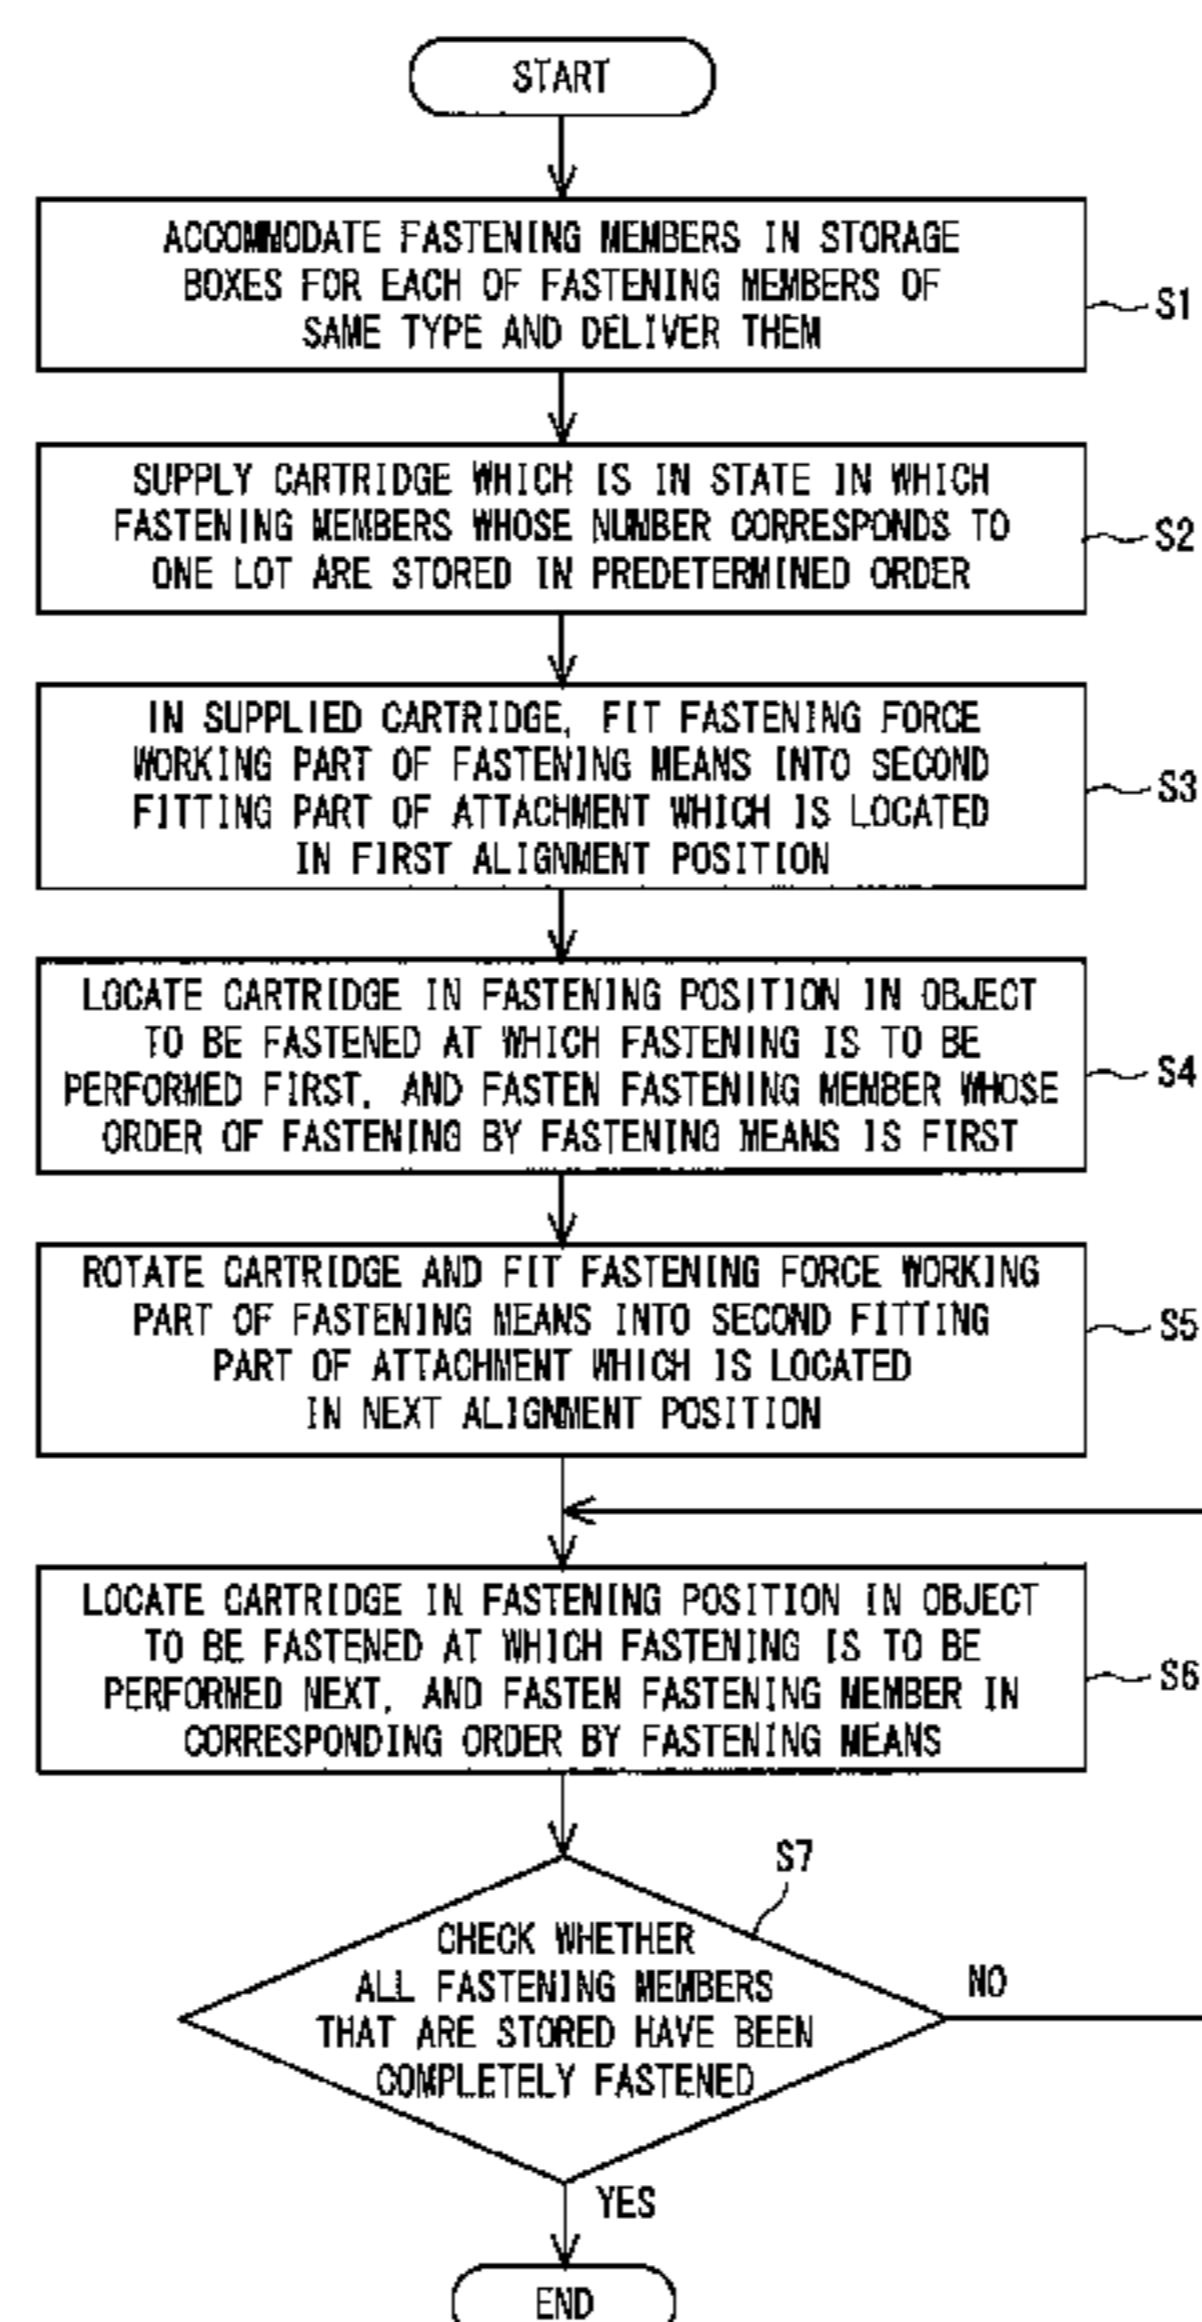 START
ACCOMMODATE FASTENING MEMBERS IN STORAGE
BOXES FOR EACH OF FASTENING MEMBERS OF
SAME TYPE AND DELIVER THEM
S1
SUPPLY CARTRIDGE WHICH IS IN STATE IN WHICH
FASTENING MEMBERS WHOSE NUMBER CORRESPONDS TO
ONE LOT ARE STORED IN PREDETERMINED ORDER
S2
IN SUPPLIED CARTRIDGE, FIT FASTENING FORCE
WORKING PART OF FASTENING MEANS INTO SECOND
FITTING PART OF ATTACHMENT WHICH IS LOCATED
IN FIRST ALIGNMENT POSITION
S3
LOCATE CARTRIDGE IN FASTENING POSITION IN OBJECT
TO BE FASTENED AT WHICH FASTENING IS TO BE
PERFORMED FIRST, AND FASTEN FASTENING MEMBER WHOSE
ORDER OF FASTENING BY FASTENING MEANS IS FIRST
S4
ROTATE CARTRIDGE AND FIT FASTENING FORCE WORKING
PART OF FASTENING MEANS INTO SECOND FITTING
PART OF ATTACHMENT WHICH IS LOCATED
IN NEXT ALIGNMENT POSITION
S5
LOCATE CARTRIDGE IN FASTENING POSITION IN OBJECT
TO BE FASTENED AT WHICH FASTENING IS TO BE
PERFORMED NEXT, AND FASTEN FASTENING MEMBER IN
CORRESPONDING ORDER BY FASTENING MEANS
S6
S7
CHECK WHETHER
ALL FASTENING MEMBERS
THAT ARE STORED HAVE BEEN
COMPLETELY FASTENED
NO
YES
END